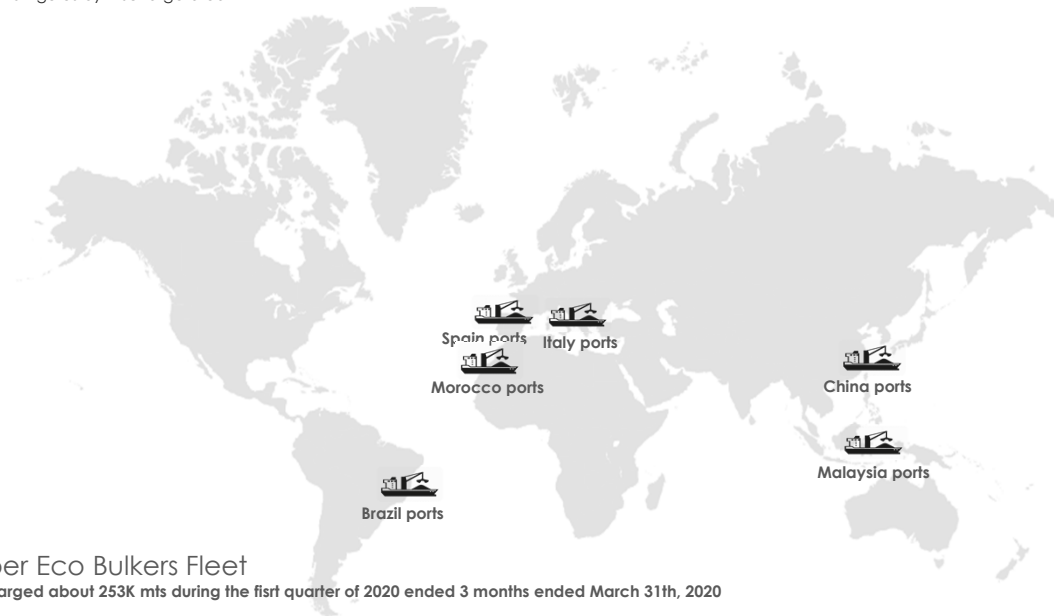 Spain ports
Italy ports
Morocco ports
China ports
Malaysia ports
Brazil ports
Eco Bulkers Fleet
about 253K mts during the fisrt quarter of 2020 ended 3 months ended March 31th, 2020